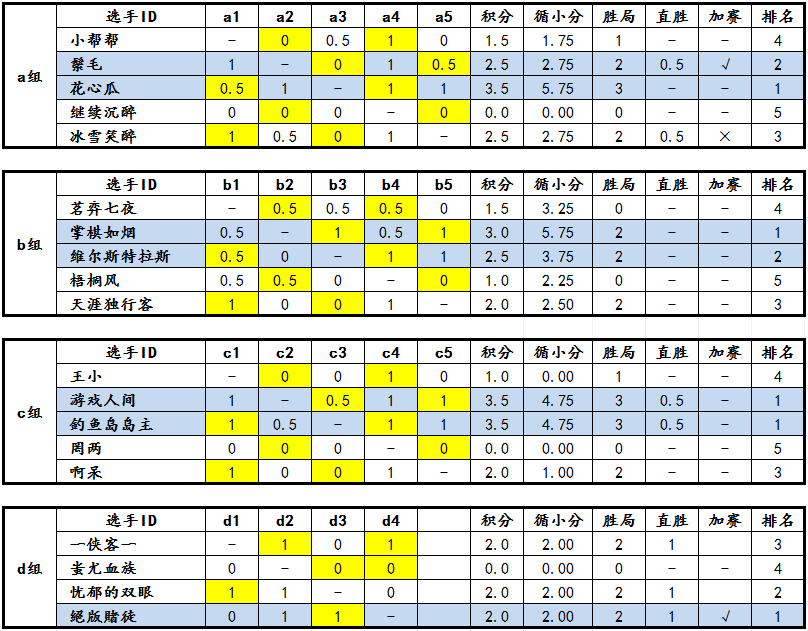 a组 选手ID a1 a2 a3 a4 a5 积分 循小分 胜局 直胜 加赛 排名
小帮帮 - 0 0.5 1 0 1.5 1.75 1 - - 4
鬃毛 1 - 0 1 0.5 2.5 2.75 2 0.5 √ 2
花心瓜 0.5 1 - 1 1 3.5 5.75 3 - - 1
继续沉醉 0 0 0 - 0 0.0 0.00 0 - - 5
冰雪笑醉 1 0.5 0 1 - 2.5 2.75 2 0.5 × 3
b组 选手ID b1 b2 b3 b4 b5 积分 循小分 胜局 直胜 加赛 排名
茗弈七夜 - 0.5 0.5 0.5 0 1.5 3.25 0 - - 4
掌棋如烟 0.5 - 1 0.5 1 3.0 5.75 2 - - 1
维尔斯特拉斯 0.5 0 - 1 1 2.5 3.75 2 - - 2
梧桐风 0.5 0.5 0 - 0 1.0 2.25 0 - - 5
天涯独行客 1 0 0 1 - 2.0 2.50 2 - - 3
c组 选手ID c1 c2 c3 c4 c5 积分 循小分 胜局 直胜 加赛 排名
王小 - 0 0 1 0 1.0 0.00 1 - - 4
游戏人间 1 - 0.5 1 1 3.5 4.75 3 0.5 - 1
钓鱼岛岛主 1 0.5 - 1 1 3.5 4.75 3 0.5 - 1
罔两 0 0 0 - 0 0.0 0.00 0 - - 5
啊呆 1 0 0 1 - 2.0 1.00 2 - - 3
d组 选手ID d1 d2 d3 d4 积分 循小分 胜局 直胜 加赛 排名
一侠客一 - 1 0 1 2.0 2.00 2 1 3
蚩尤血族 0 - 0 0 0.0 0.00 0 - - 4
忧郁的双眼 1 1 - 0 2.0 2.00 2 1 2
絕版賭徒 0 1 1 - 2.0 2.00 2 1 √ 1